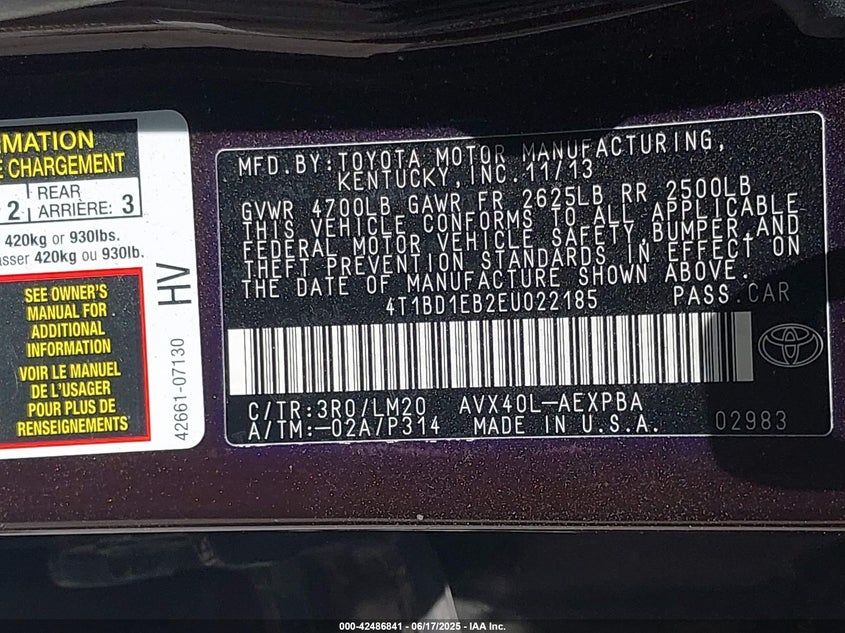 MATION
E CHARGEMENT
2 REAR
ARRIÈRE: 3
420kg or 930lbs.
asser 420kg ou 930lb.
SEE OWNER'S
MANUAL FOR
ADDITIONAL
INFORMATION
VOIR LE MANUEL
DE L'USAGER
POUR PLUS DE
RENSEIGNEMENTS
HV
42661-07130
MFD.BY:TOYOTA MOTOR MANUFACTURING,
KENTUCKY,INC.11/13
GVWR 4700LB GAWR FR 2625LB RR 2500LB
THIS VEHICLE CONFORMS TO ALL APPLICABLE
FEDERAL MOTOR VEHICLE SAFETY,BUMPER,AND
THEFT PREVENTION STANDARDS IN EFFECT ON
THE DATE OF MANUFACTURE SHOWN ABOVE.
4T1BD1EB2EU022185 PASS.CAR
C/TR:3R0/LM20 AVX40L-AEXPBA
A/TM:-02A/P314 MADE IN U.S.A. 02983
000-42486841 - 06/17/2025 - IAA Inc.